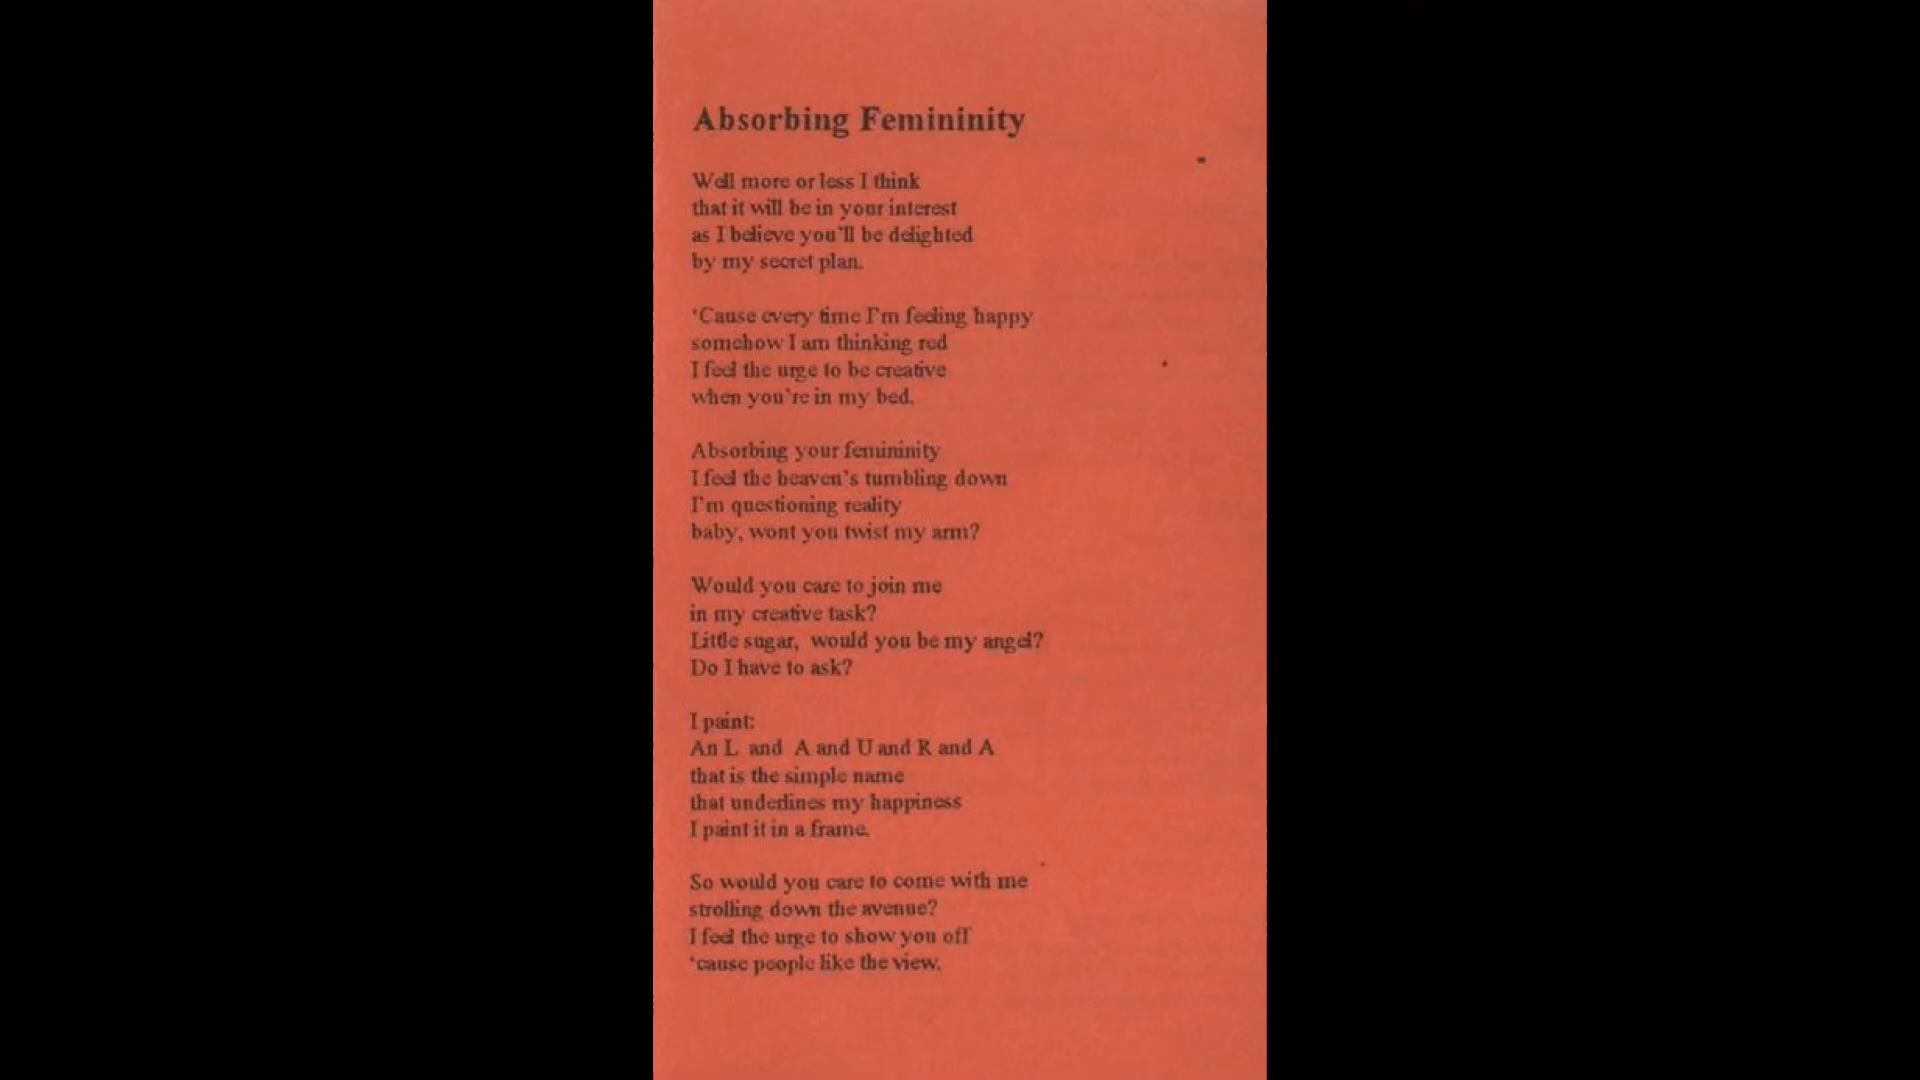 Absorbing Femininity
Well more or less I think
that it will be in your interest
as I believe you'll be delighted
by my secret plan.
'Cause every time I'm feeling happy
somehow I am thinking red
I feel the urge to be creative
when you're in my bed.
Absorbing your femininity
I feel the heaven's tumbling down
I'm questioning reality
baby, wont you twist my arm?
Would you care to join me
in my creative task?
Little sugar, would you be my angel?
Do I have to ask?
I paint:
An L and A and U and R and A
that is the simple name
that underlines my happiness
I paint it in a frame.
So would you care to come with me
strolling down the avenue?
I feel the urge to show you off
'cause people like the view.